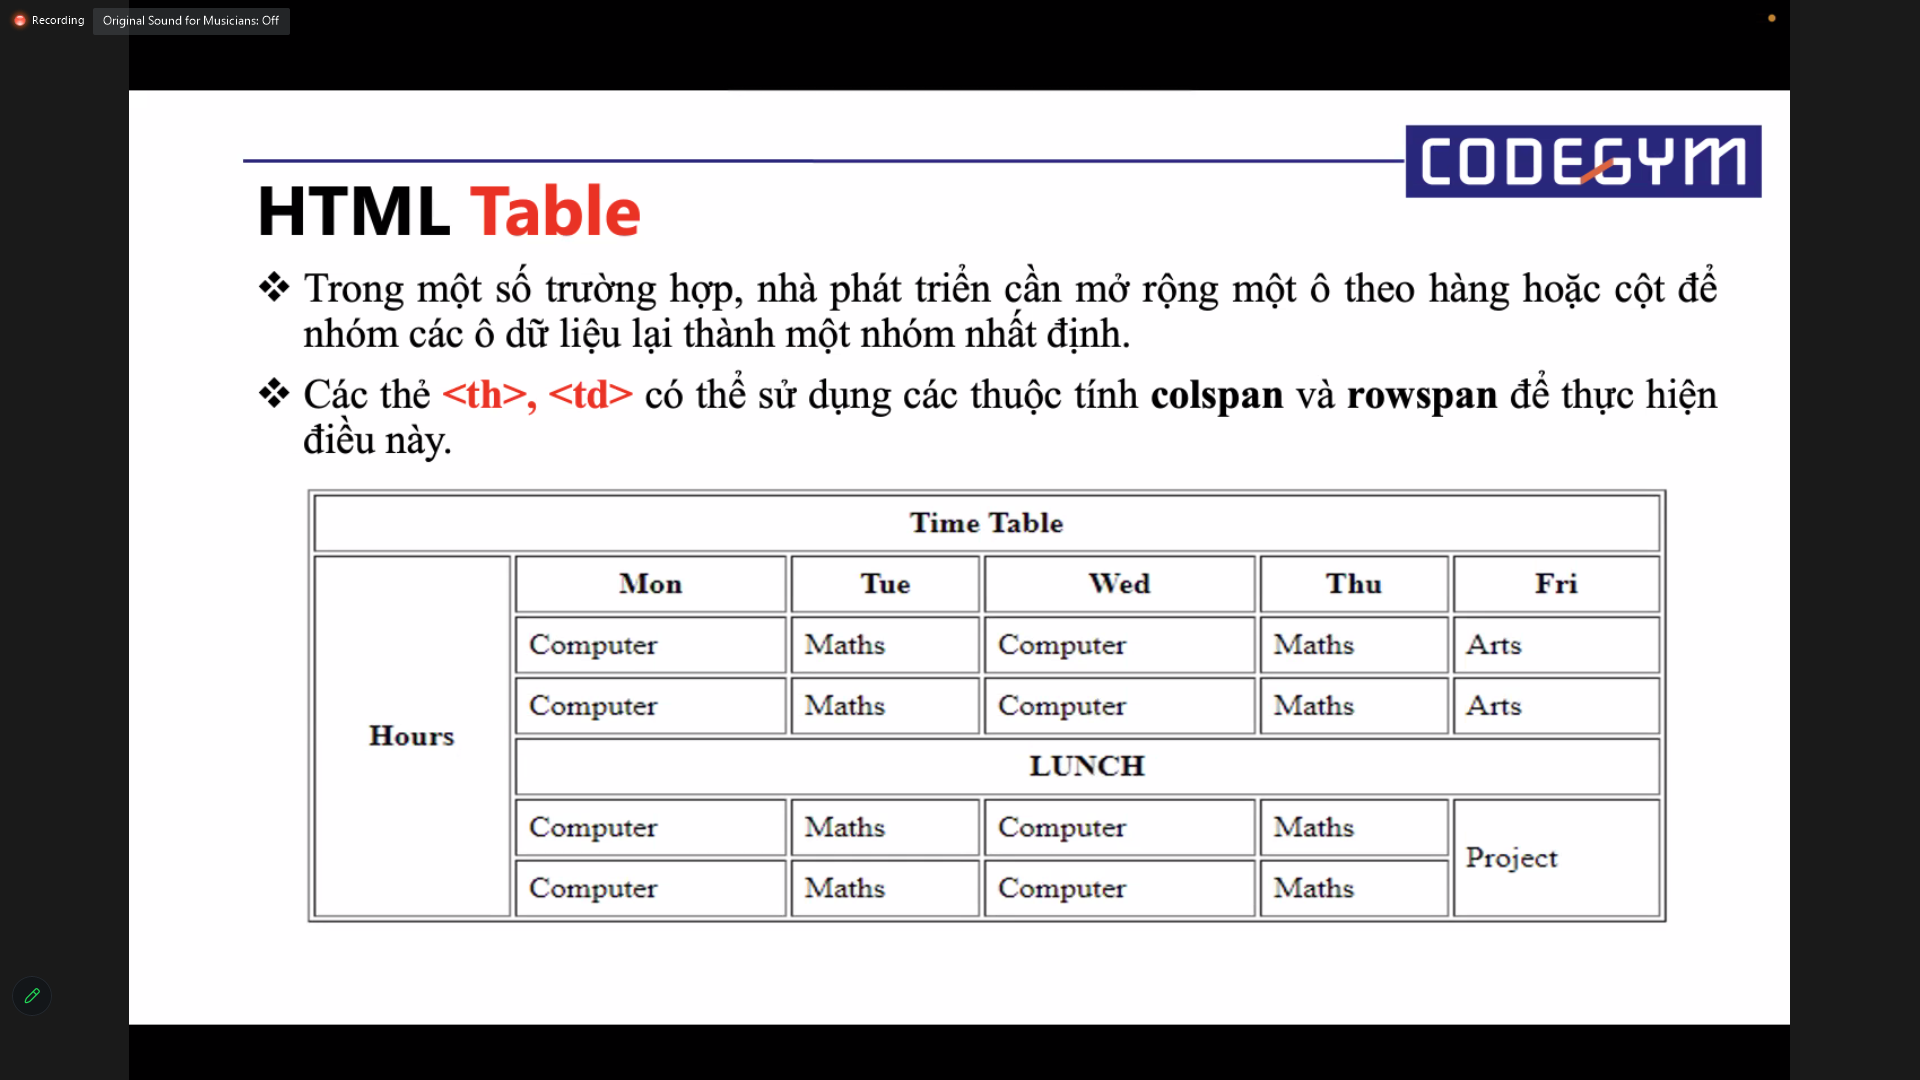 Recording
Original Sound for Musicians: Off
CODEGYM
HTML Table
❖ Trong một số trường hợp, nhà phát triển cần mở rộng một ô theo hàng hoặc cột để
nhóm các ô dữ liệu lại thành một nhóm nhất định.
❖ Các thẻ <th>, <td> có thể sử dụng các thuộc tính colspan và rowspan để thực hiện
điều này.
Time Table
Mon Tue Wed Thu Fri
Computer Maths Computer Maths Arts
Computer Maths Computer Maths Arts
Hours
LUNCH
Computer Maths Computer Maths
Project
Computer Maths Computer Maths